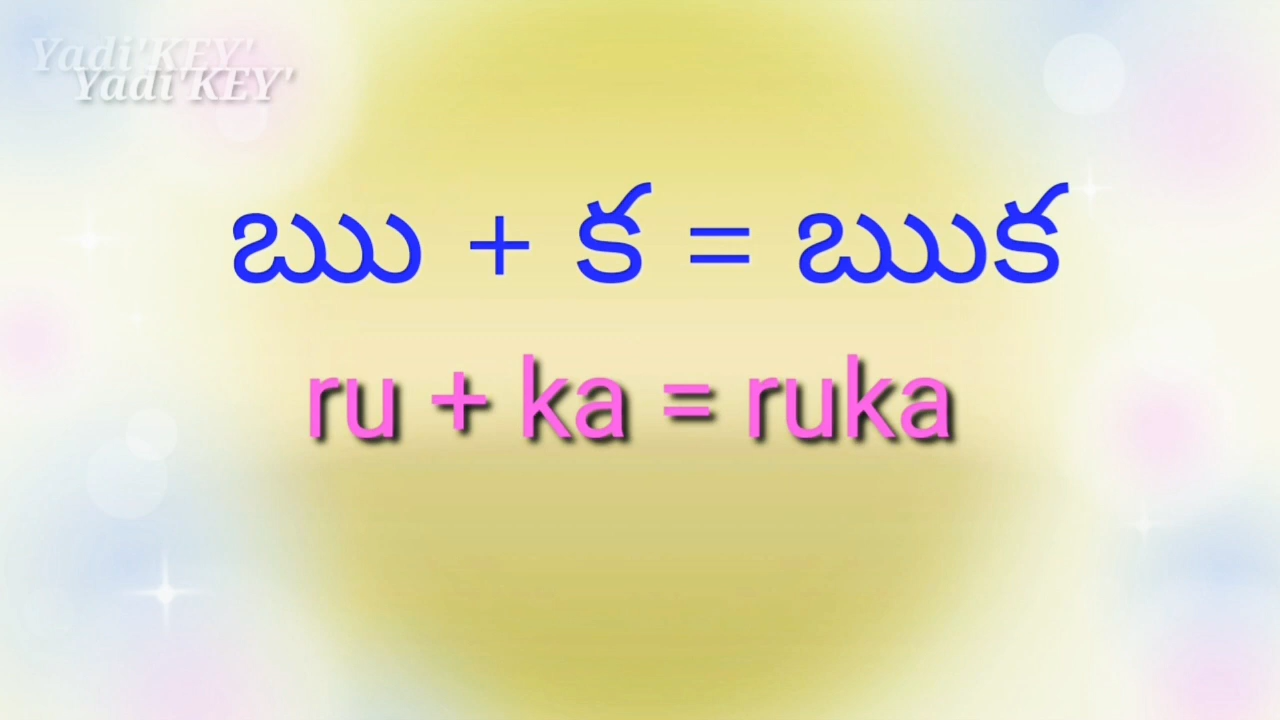 Yadi'KEY'
Yadi'KEY'
ఋ + క = ఋక
ru + ka = ruka